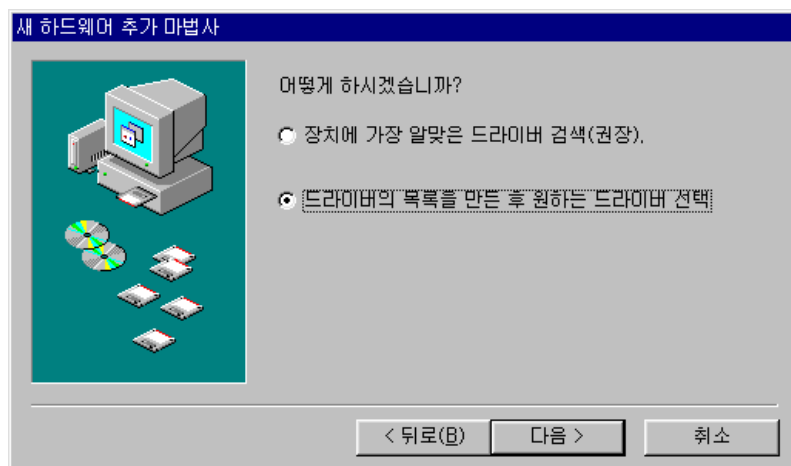 새 하드웨어 추가 마법사
어떻게 하시겠습니까?
장치에 가장 알맞은 드라이버 검색(권장).
드라이버의 목록을 만든 후 원하는 드라이버 선택
< 뒤로(B)
다음 >
취소